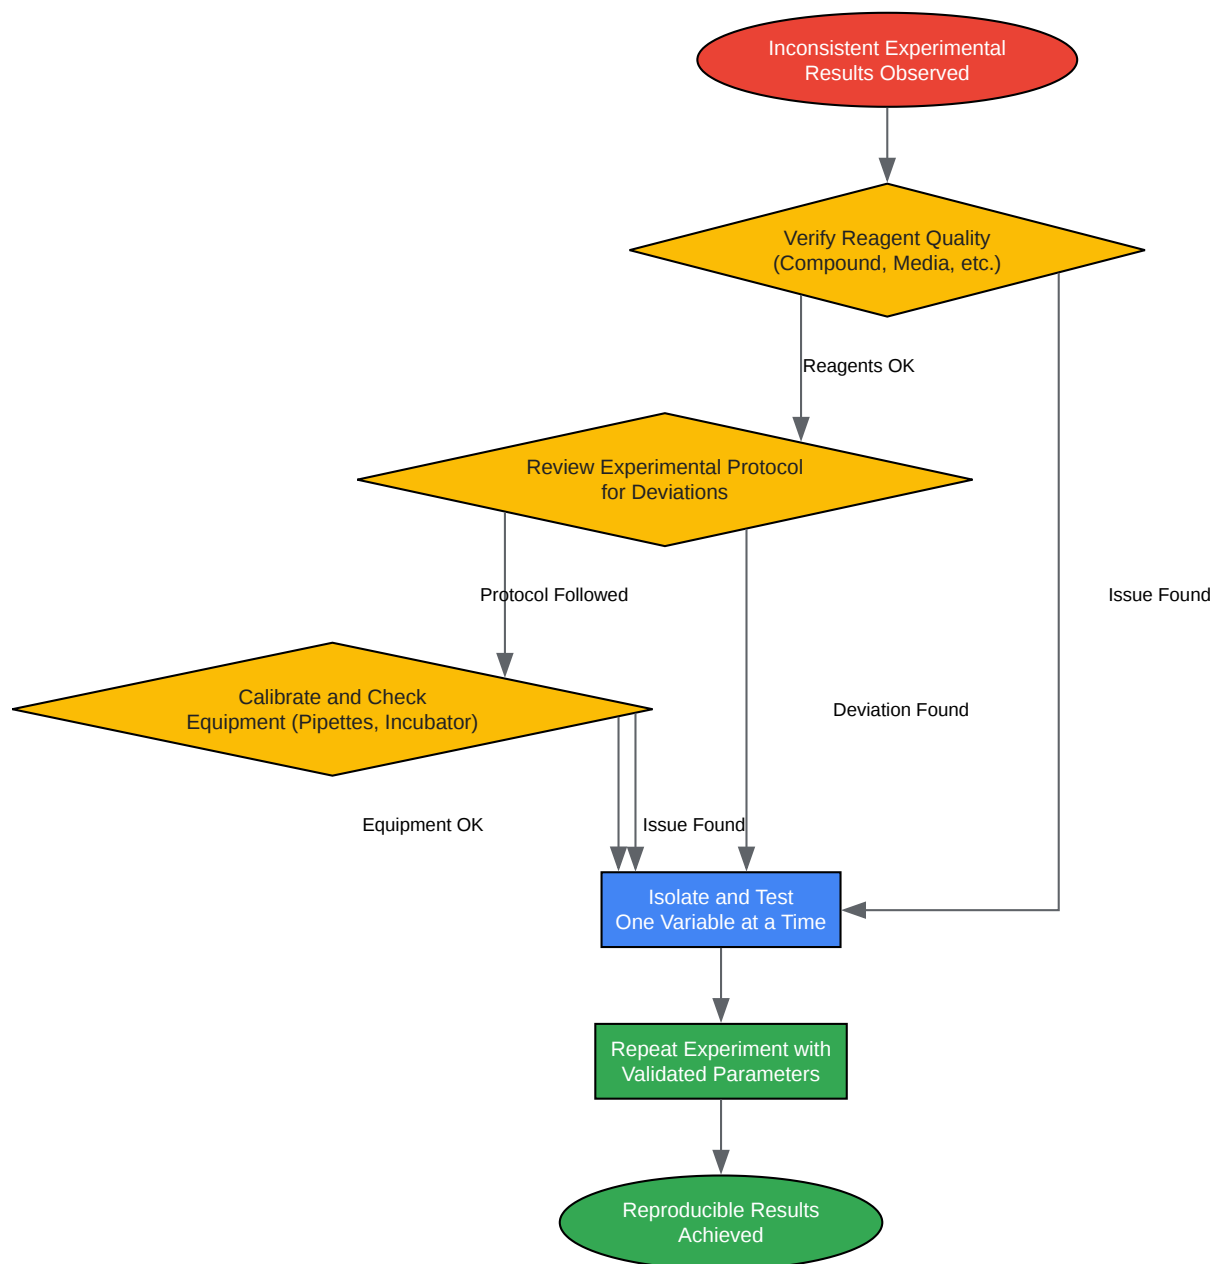 Inconsistent Experimental
Results Observed
Verify Reagent Quality
(Compound, Media, etc.)
Reagents OK
Review Experimental Protocol
for Deviations
Protocol Followed
Issue Found
Calibrate and Check
Equipment (Pipettes, Incubator)
Deviation Found
Equipment OK
Issue Found
Isolate and Test
One Variable at a Time
Repeat Experiment with
Validated Parameters
Reproducible Results
Achieved